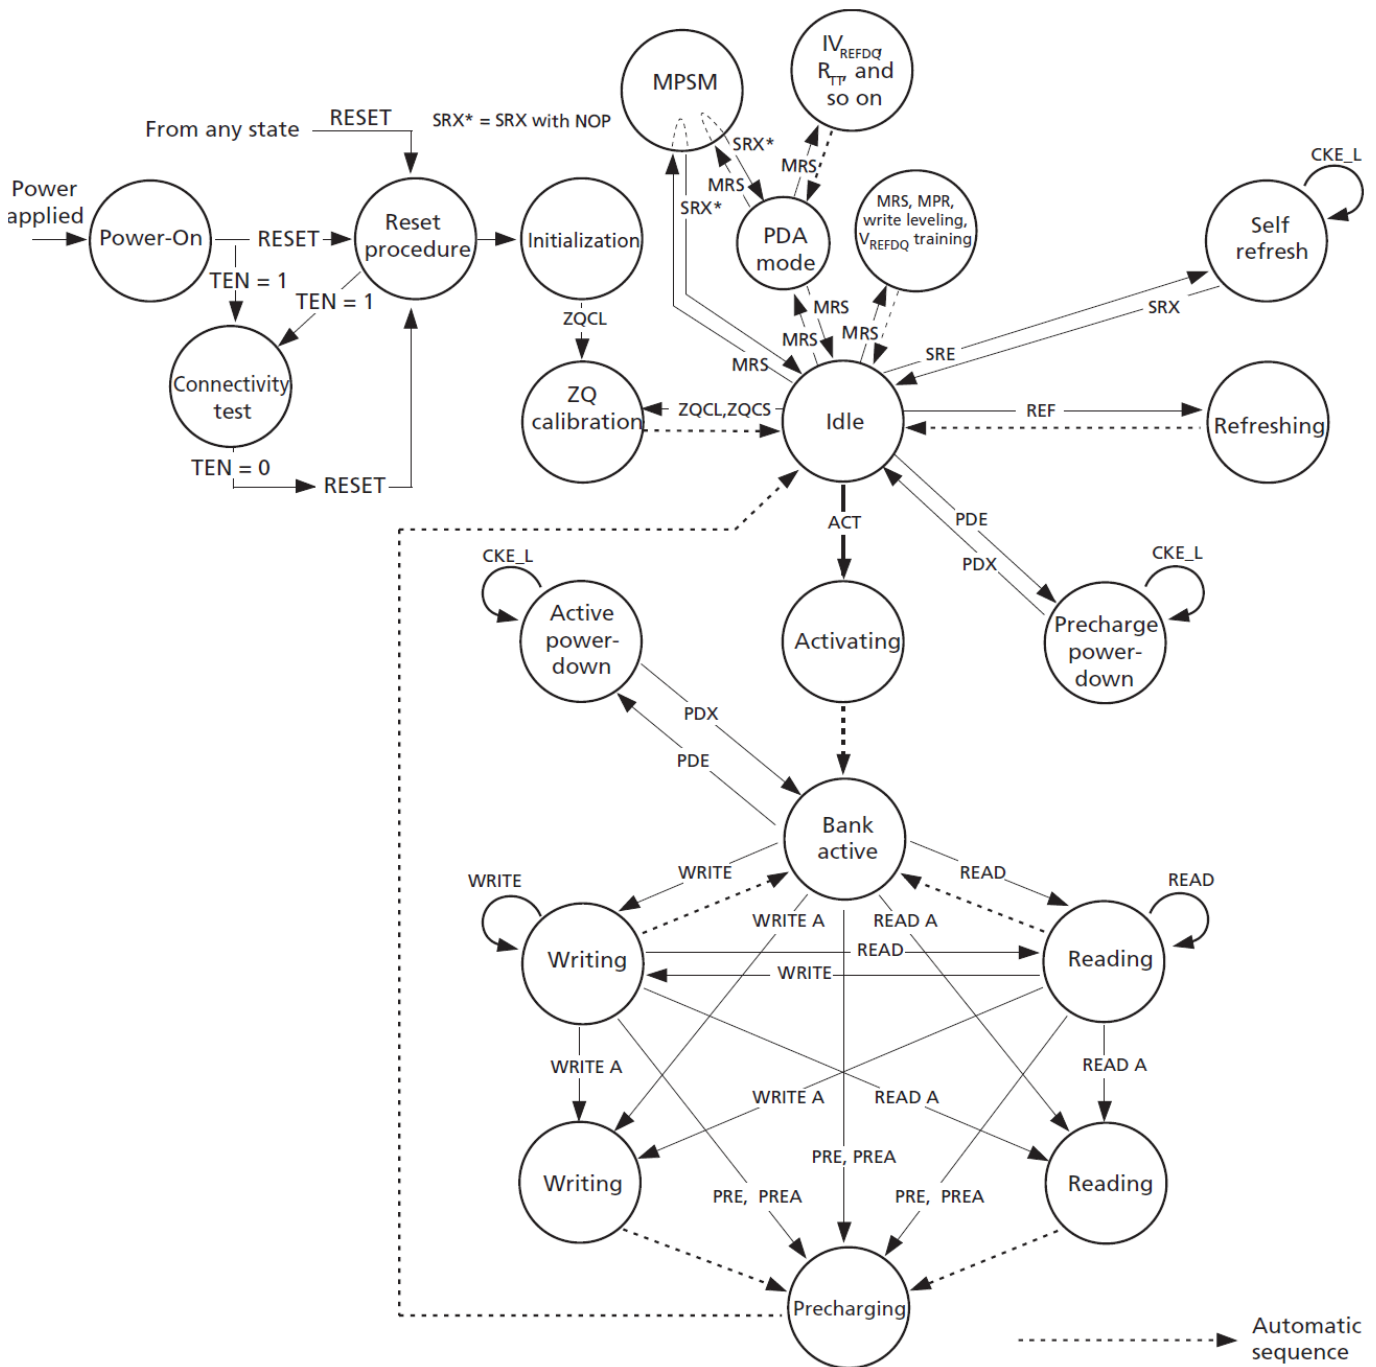 MPSM
IV_REFDQ,
R_TT, and
so on
From any state
RESET
SRX* = SRX with NOP
SRX*
MRS
MRS
CKE_L
Power
applied
Power-On
RESET
Reset
procedure
Initialization
SRX*
PDA
mode
MRS, MPR,
write leveling,
V_REFDQ training
Self
refresh
TEN = 1
TEN = 1
ZQCL
MRS
MRS
MRS
SRX
SRE
MRS
Connectivity
test
ZQ
calibration
ZQCL,ZQCS
Idle
REF
Refreshing
TEN = 0
RESET
ACT
PDE
PDX
CKE_L
CKE_L
Active
power-
down
Activating
Precharge
power-
down
PDX
PDE
Bank
active
WRITE
READ
WRITE
READ
WRITE A
READ A
Writing
READ
WRITE
Reading
WRITE A
READ A
WRITE A
READ A
PRE, PREA
Writing
PRE, PREA
PRE, PREA
Reading
Precharging
Automatic
sequence